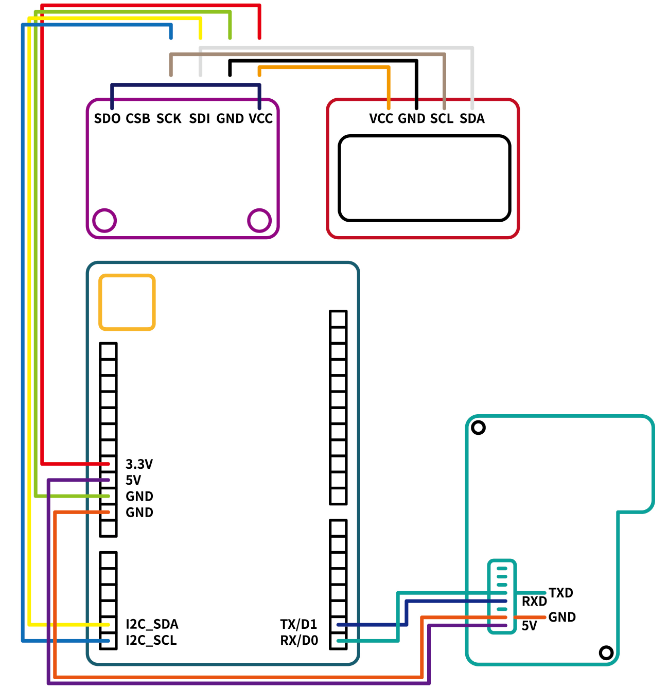 SDO CSB SCK SDI GND VCC
VCC GND SCL SDA
3.3V
5V
GND
GND
I2C_SDA
I2C_SCL
TX/D1
RX/D0
TXD
RXD
GND
5V